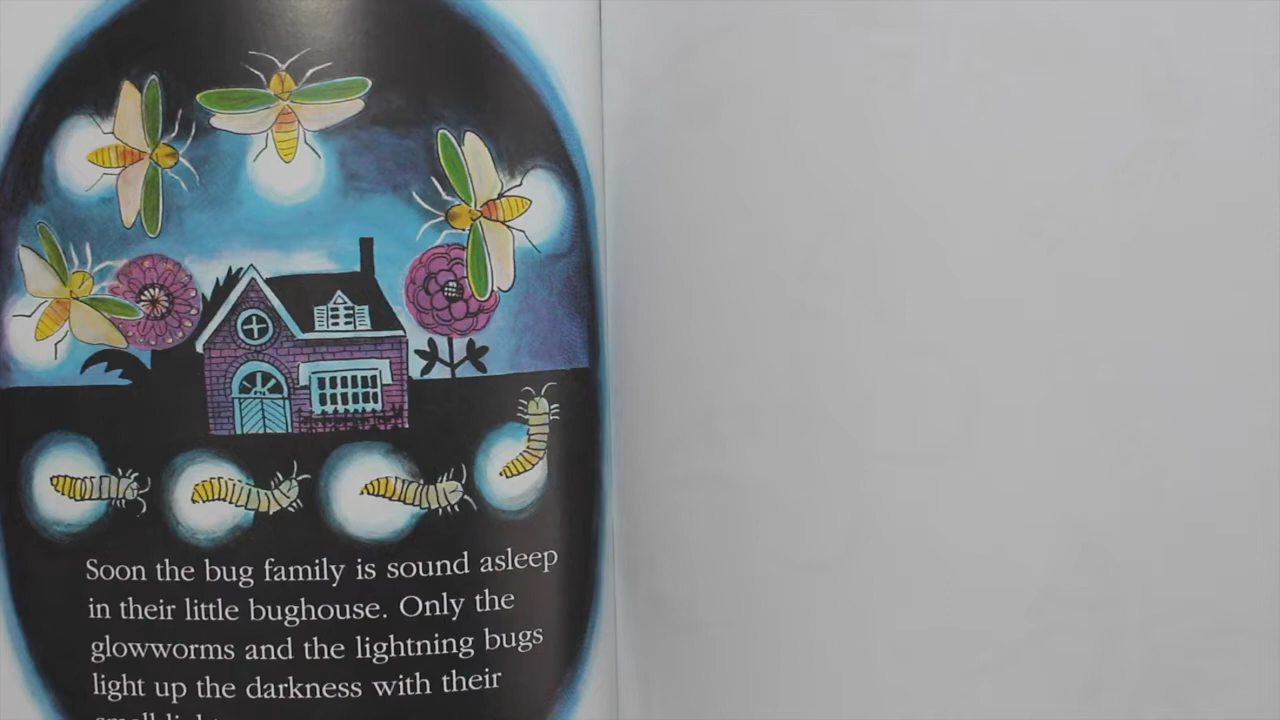 Soon the bug family is sound asleep
in their little bughouse. Only the
glowworms and the lightning bugs
light up the darkness with their